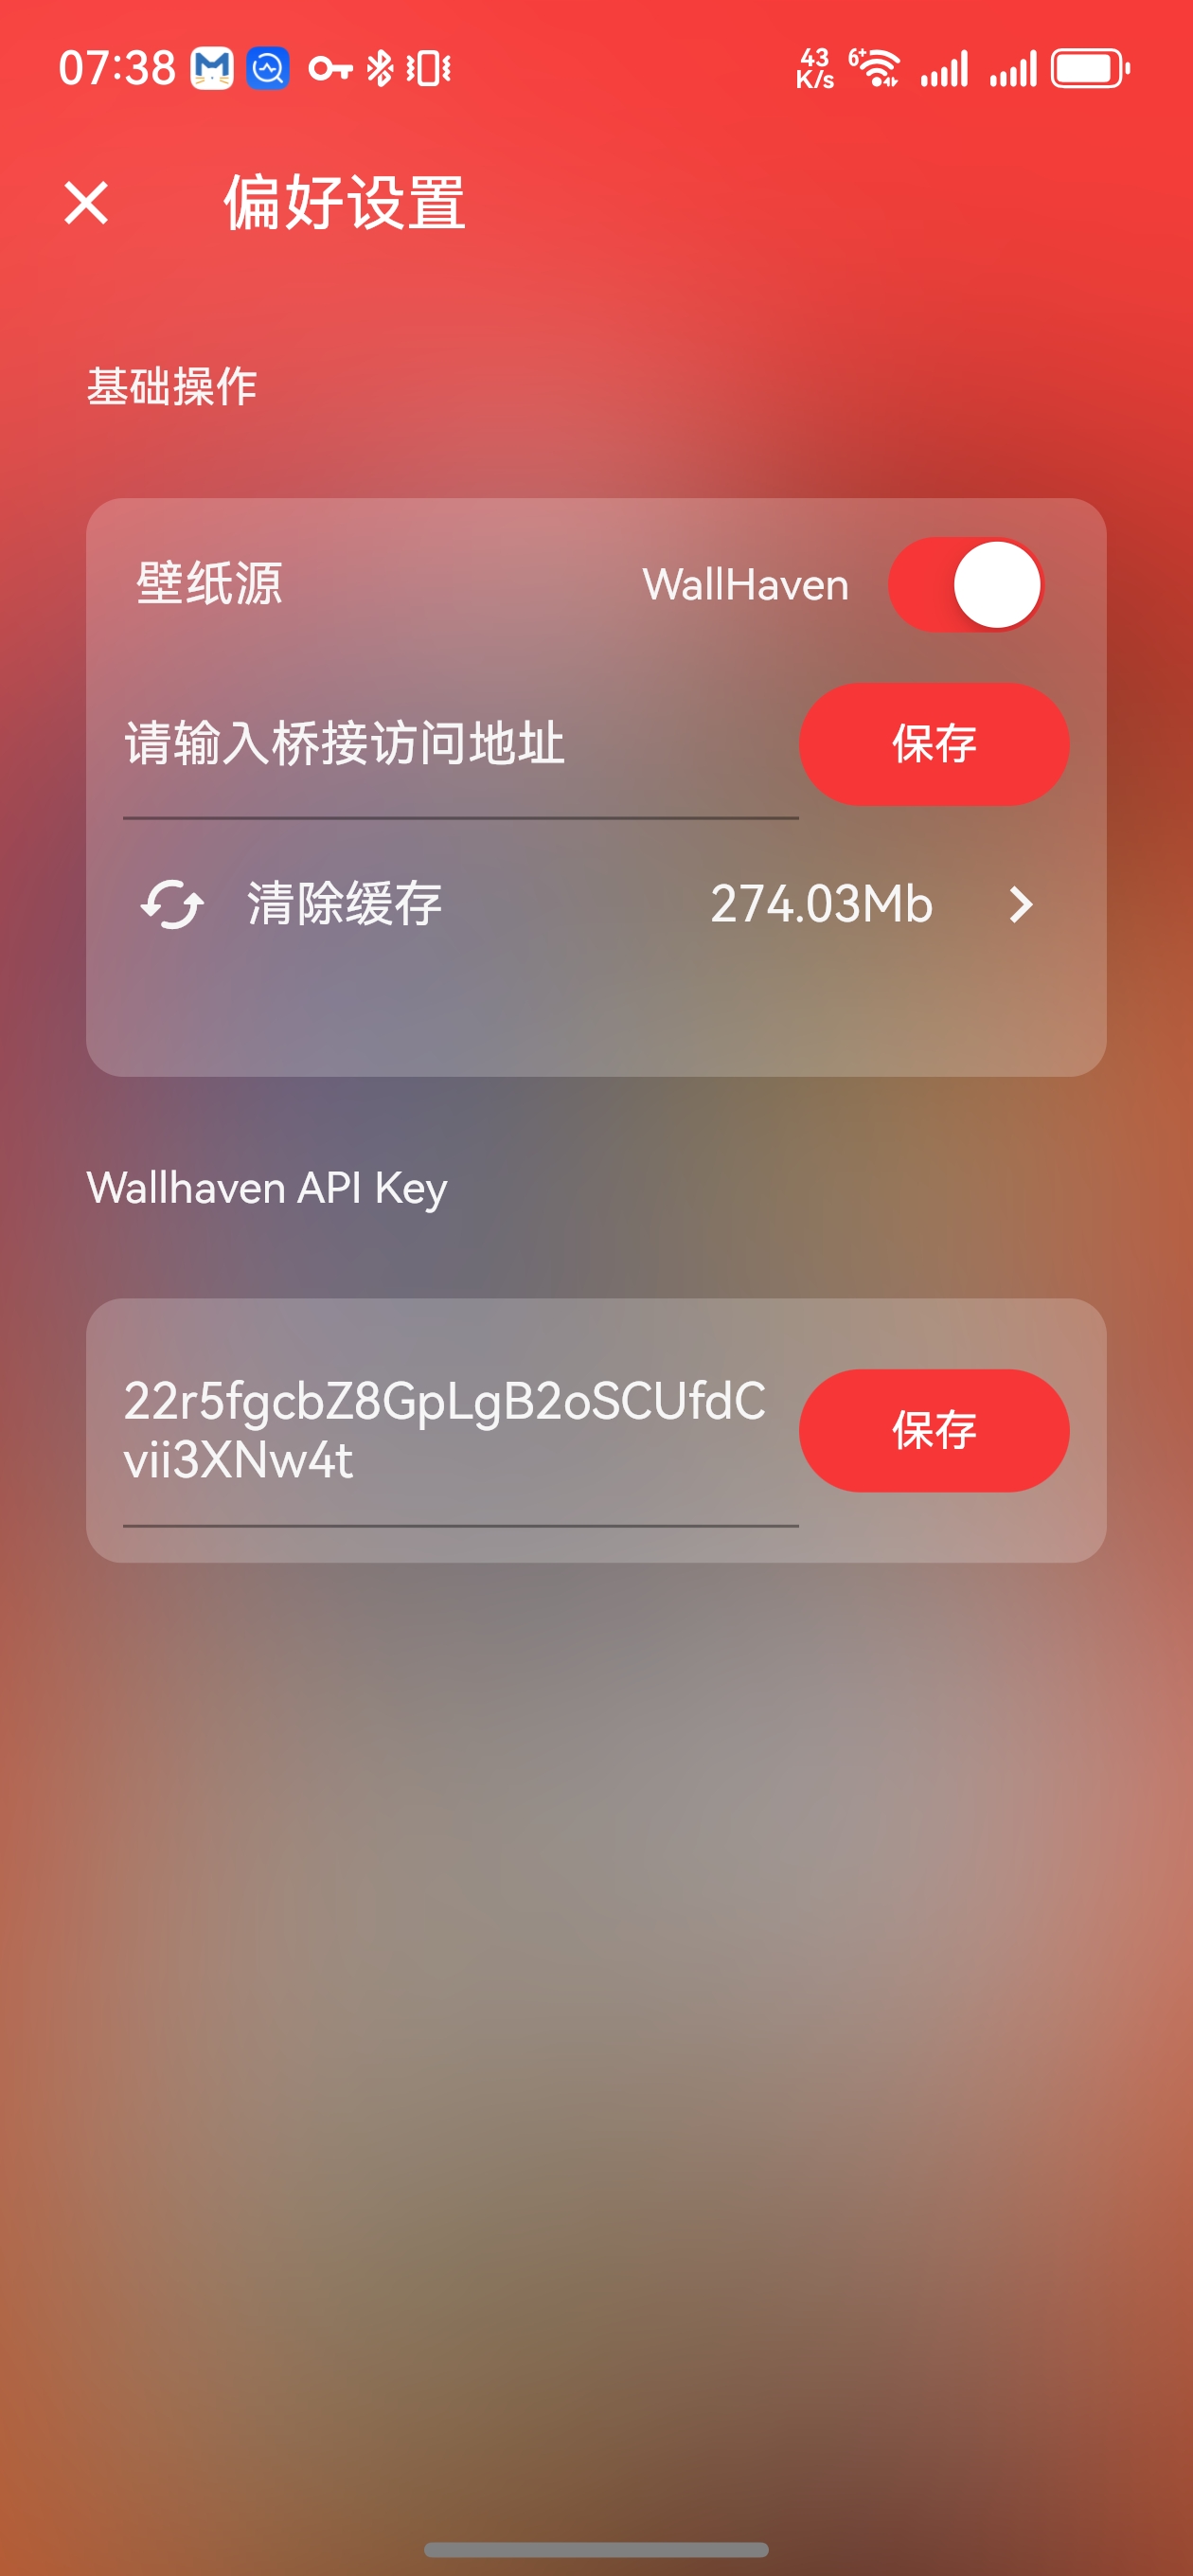 07:38
43
K/s
6+
偏好设置
基础操作
壁纸源 WallHaven
请输入桥接访问地址 保存
清除缓存 274.03Mb
Wallhaven API Key
22r5fgcbZ8GpLgB2oSCUfdC
vii3XNw4t
保存